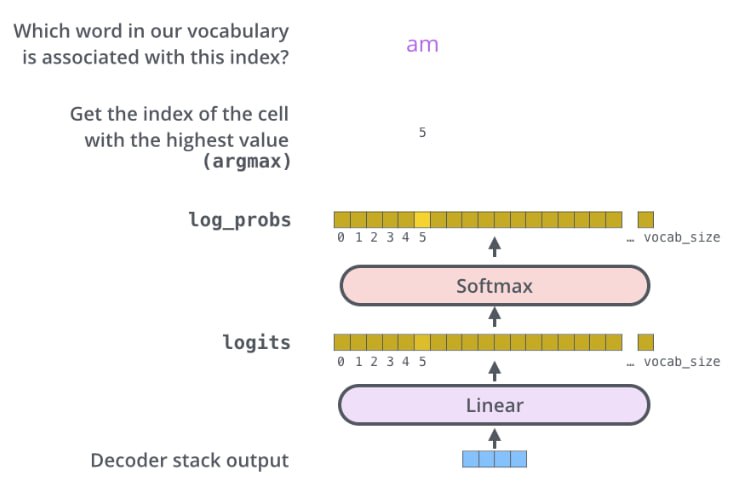 Which word in our vocabulary
is associated with this index?
am
Get the index of the cell
with the highest value
(argmax)
5
log_probs
0 1 2 3 4 5 … vocab_size
Softmax
logits
0 1 2 3 4 5 … vocab_size
Linear
Decoder stack output